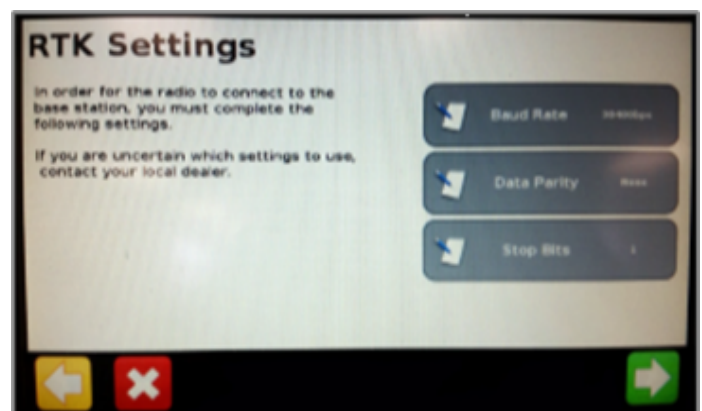 RTK Settings
In order for the radio to connect to the
base station, you must complete the
following settings.
If you are uncertain which settings to use,
contact your local dealer.
Baud Rate
Data Parity None
Stop Bits 1